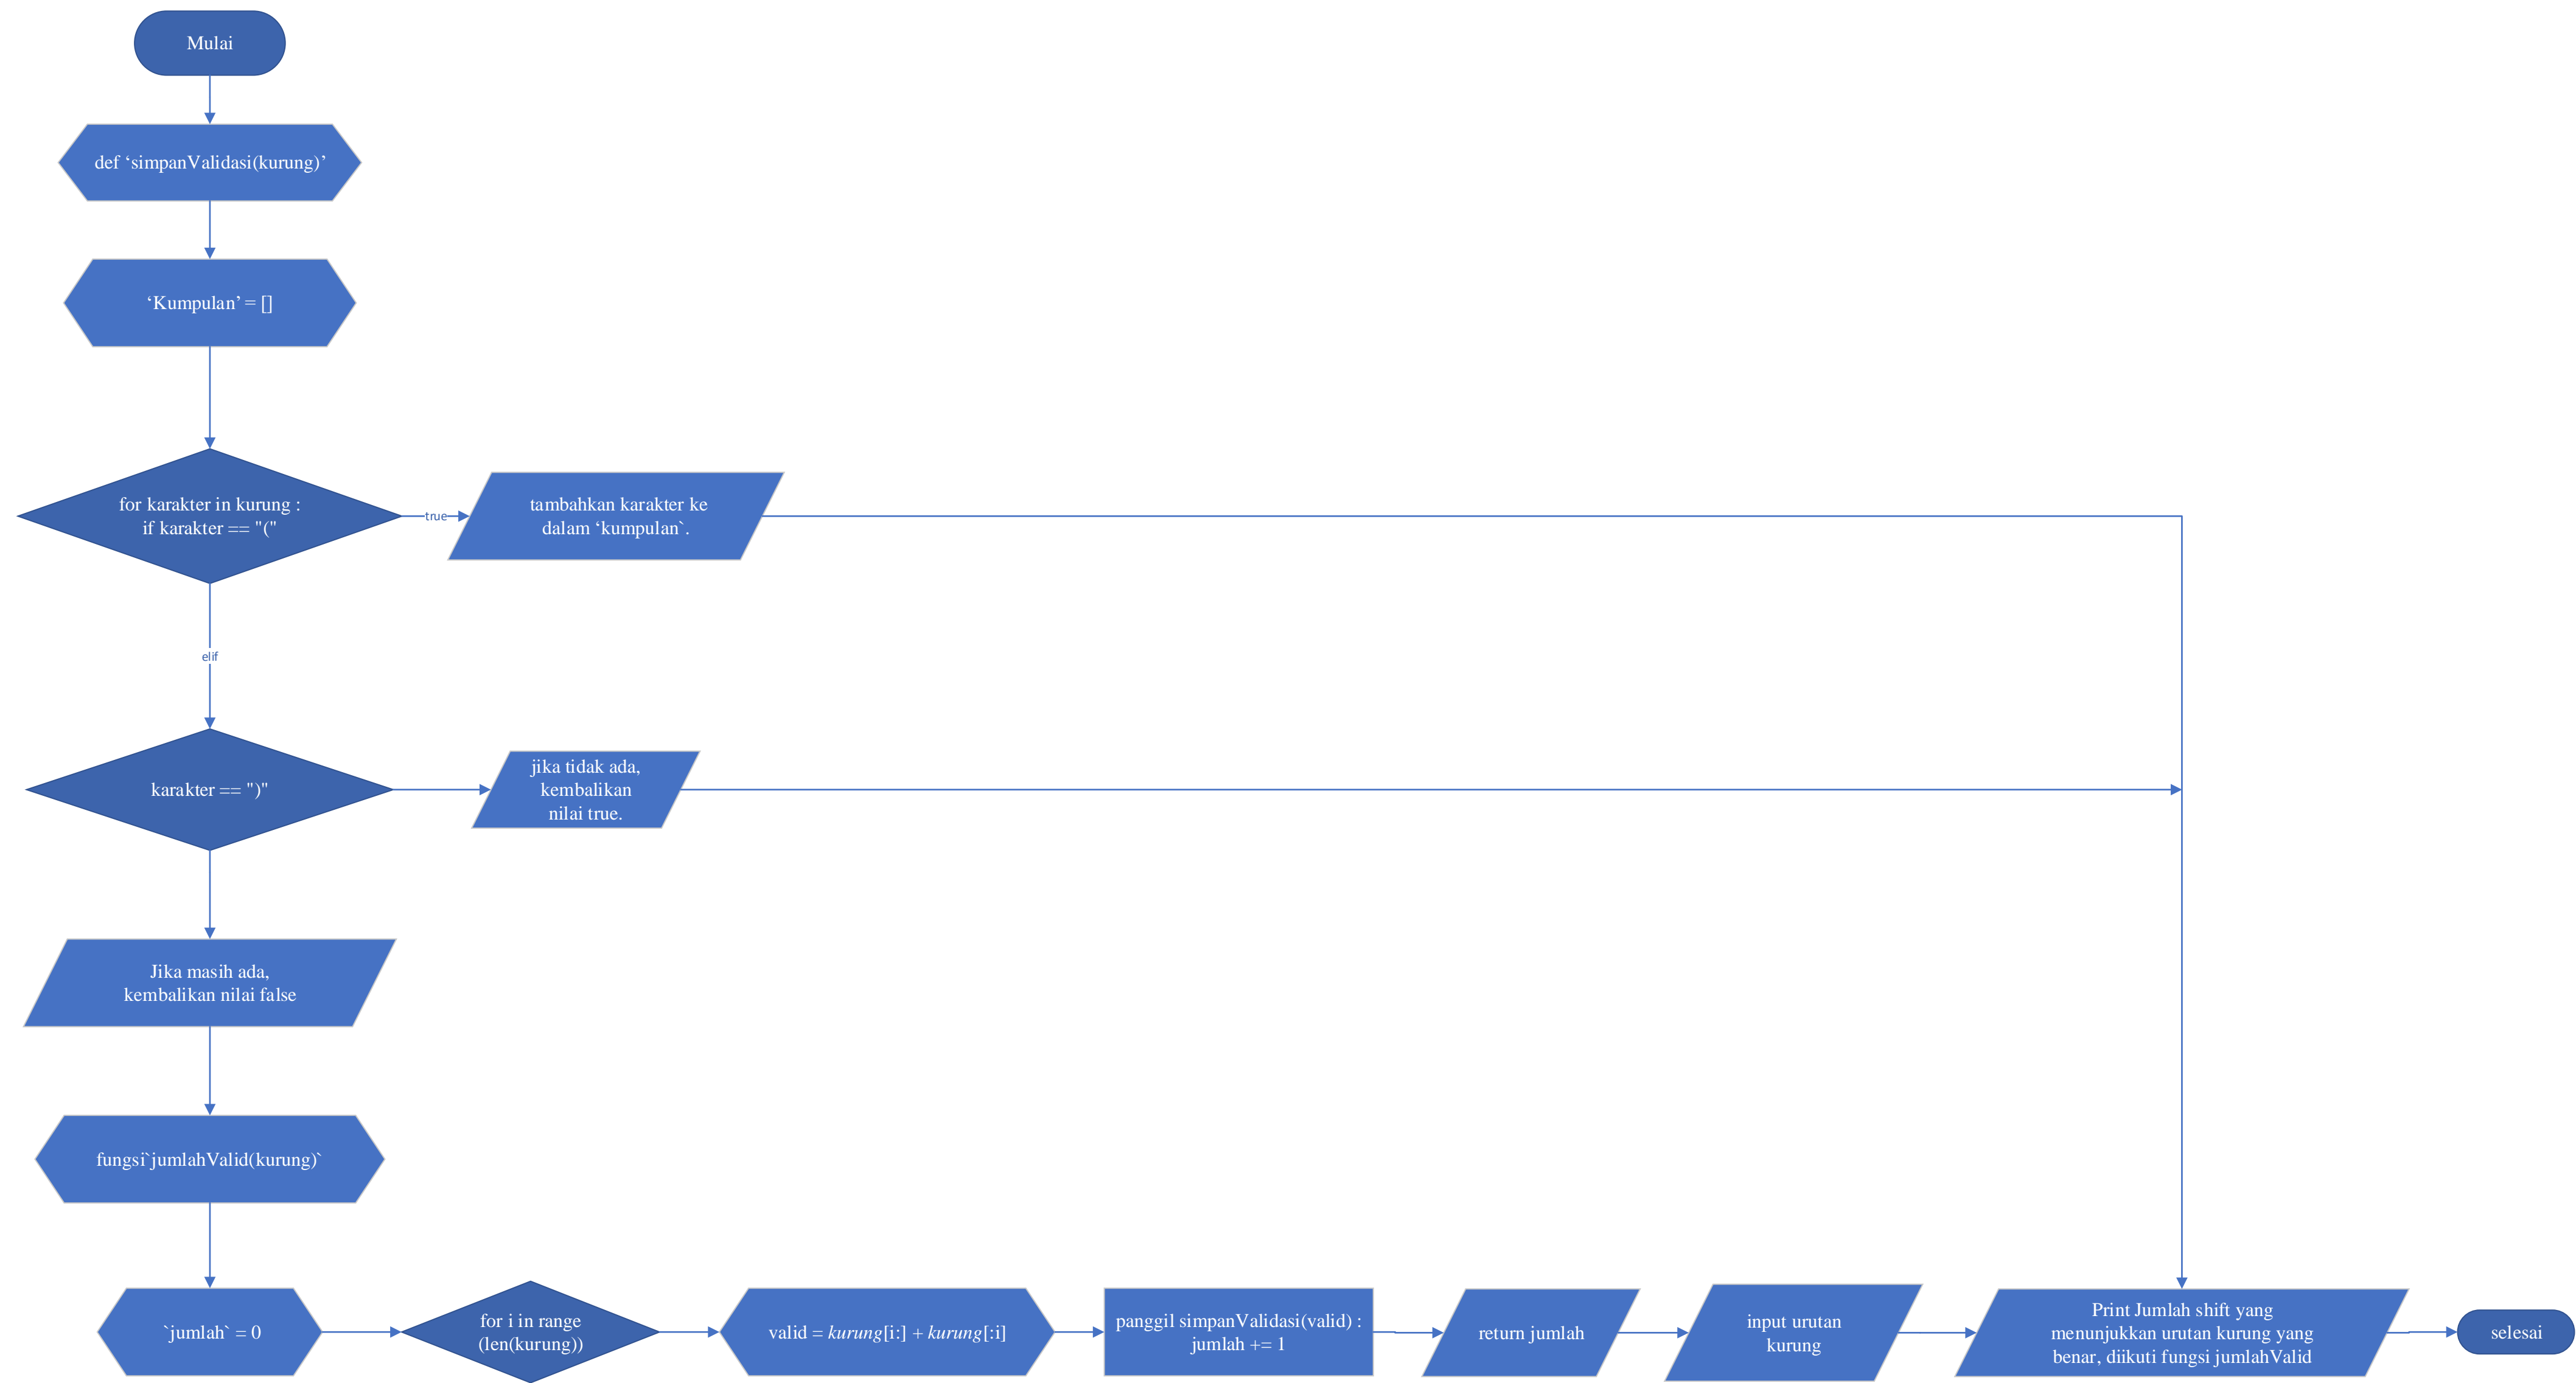 Mulai
def ‘simpanValidasi(kurung)’
‘Kumpulan’ = []
for karakter in kurung :
if karakter == "("
true
tambahkan karakter ke
dalam ‘kumpulan`.
elif
karakter == ")"
jika tidak ada,
kembalikan
nilai true.
Jika masih ada,
kembalikan nilai false
fungsi`jumlahValid(kurung)`
`jumlah` = 0
for i in range
(len(kurung))
valid = kurung[i:] + kurung[:i]
panggil simpanValidasi(valid) :
jumlah += 1
return jumlah
input urutan
kurung
Print Jumlah shift yang
menunjukkan urutan kurung yang
benar, diikuti fungsi jumlahValid
selesai